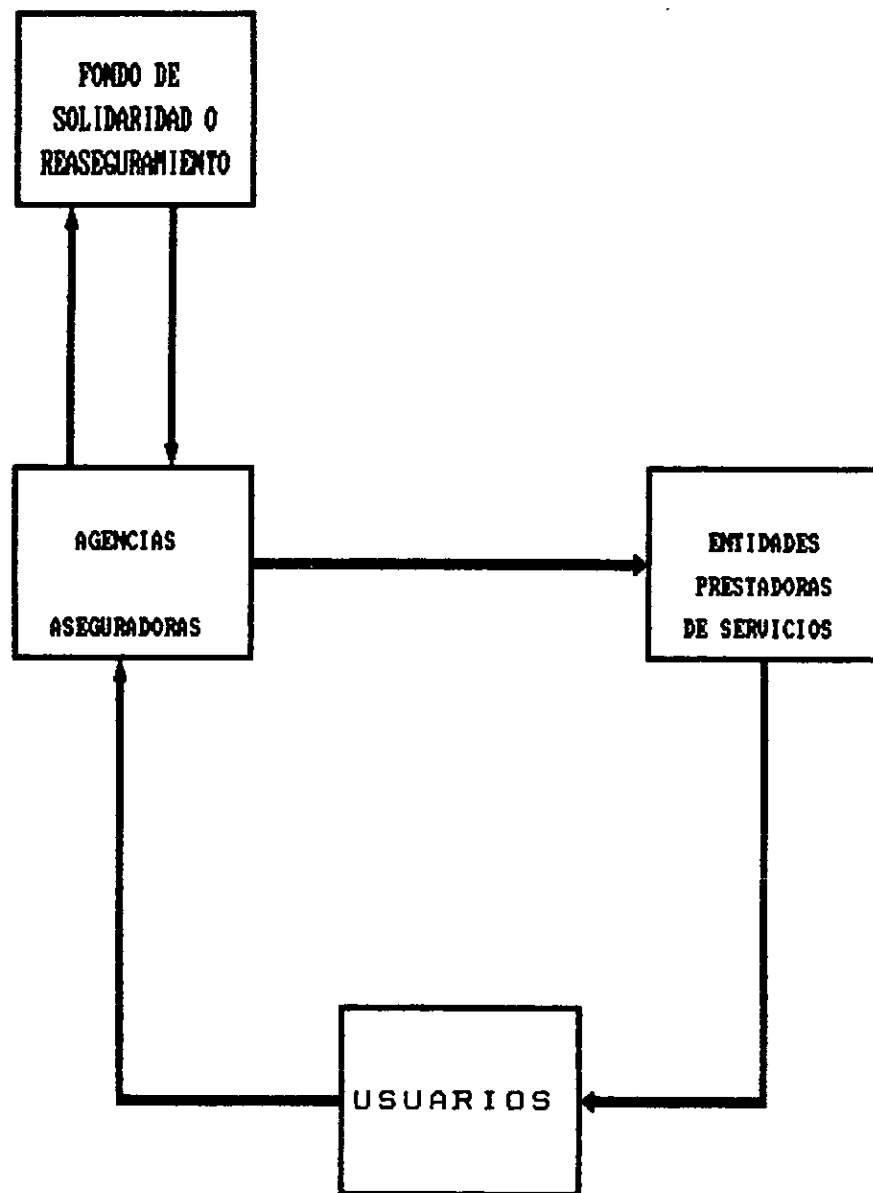 FONDO DE
SOLIDARIDAD O
REASEGURAMIENTO
AGENCIAS
ASEGURADORAS
ENTIDADES
PRESTADORAS
DE SERVICIOS
USUARIOS